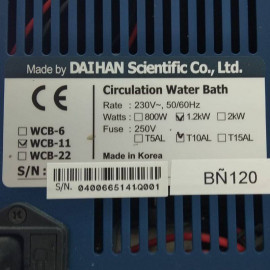 Made by DAIHAN Scientific Co., Ltd.
CE
Circulation Water Bath
Rate : 230V~, 50/60Hz
Watts : 800W 1.2kW 2kW
Fuse : 250V
T5AL T10AL T15AL
WCB-6
WCB-11
WCB-22
Made in Korea
S/N :
S/N. 0400665141Q001
BÑ120